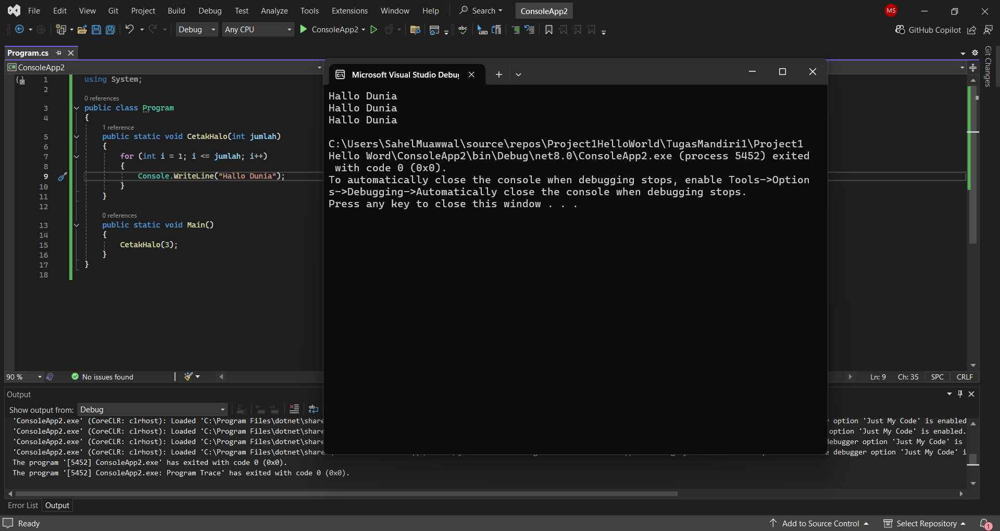 File Edit View Git Project Build Debug Test Analyze Tools Extensions Window Help Search ConsoleApp2 MS
Debug Any CPU ConsoleApp2 GitHub Copilot
Program.cs
ConsoleApp2
Git Changes
1 using System;
2
0 references
3 public class Program
4 {
1 reference
5 public static void CetakHalo(int jumlah)
6 {
7 for (int i = 1; i <= jumlah; i++)
8 {
9 Console.WriteLine("Hallo Dunia");
10 }
11 }
12
0 references
13 public static void Main()
14 {
15 CetakHalo(3);
16 }
17 }
18
Microsoft Visual Studio Debu
Hallo Dunia
Hallo Dunia
Hallo Dunia
C:\Users\SahelMuawwal\source\repos\Project1HelloWorld\TugasMandiri1\Project1
Hello Word\ConsoleApp2\bin\Debug\net8.0\ConsoleApp2.exe (process 5452) exited
with code 0 (0x0).
To automatically close the console when debugging stops, enable Tools->Option
s->Debugging->Automatically close the console when debugging stops.
Press any key to close this window . . .
90 % No issues found Ln: 9 Ch: 35 SPC CRLF
Output
Show output from: Debug
'ConsoleApp2.exe' (CoreCLR: clrhost): Loaded 'C:\Program Files\dotnet\share option 'Just My Code' is enabled
'ConsoleApp2.exe' (CoreCLR: clrhost): Loaded 'C:\Program Files\dotnet\share option 'Just My Code' is enabled.
'ConsoleApp2.exe' (CoreCLR: clrhost): Loaded 'C:\Program Files\dotnet\share ebugger option 'Just My Code' is
'ConsoleApp2.exe' (CoreCLR: clrhost): Loaded 'C:\Program Files\dotnet\share debugger option 'Just My Code' i
The program '[5452] ConsoleApp2.exe' has exited with code 0 (0x0).
The program '[5452] ConsoleApp2.exe: Program Trace' has exited with code 0 (0x0).
Error List Output
Ready Add to Source Control Select Repository 1